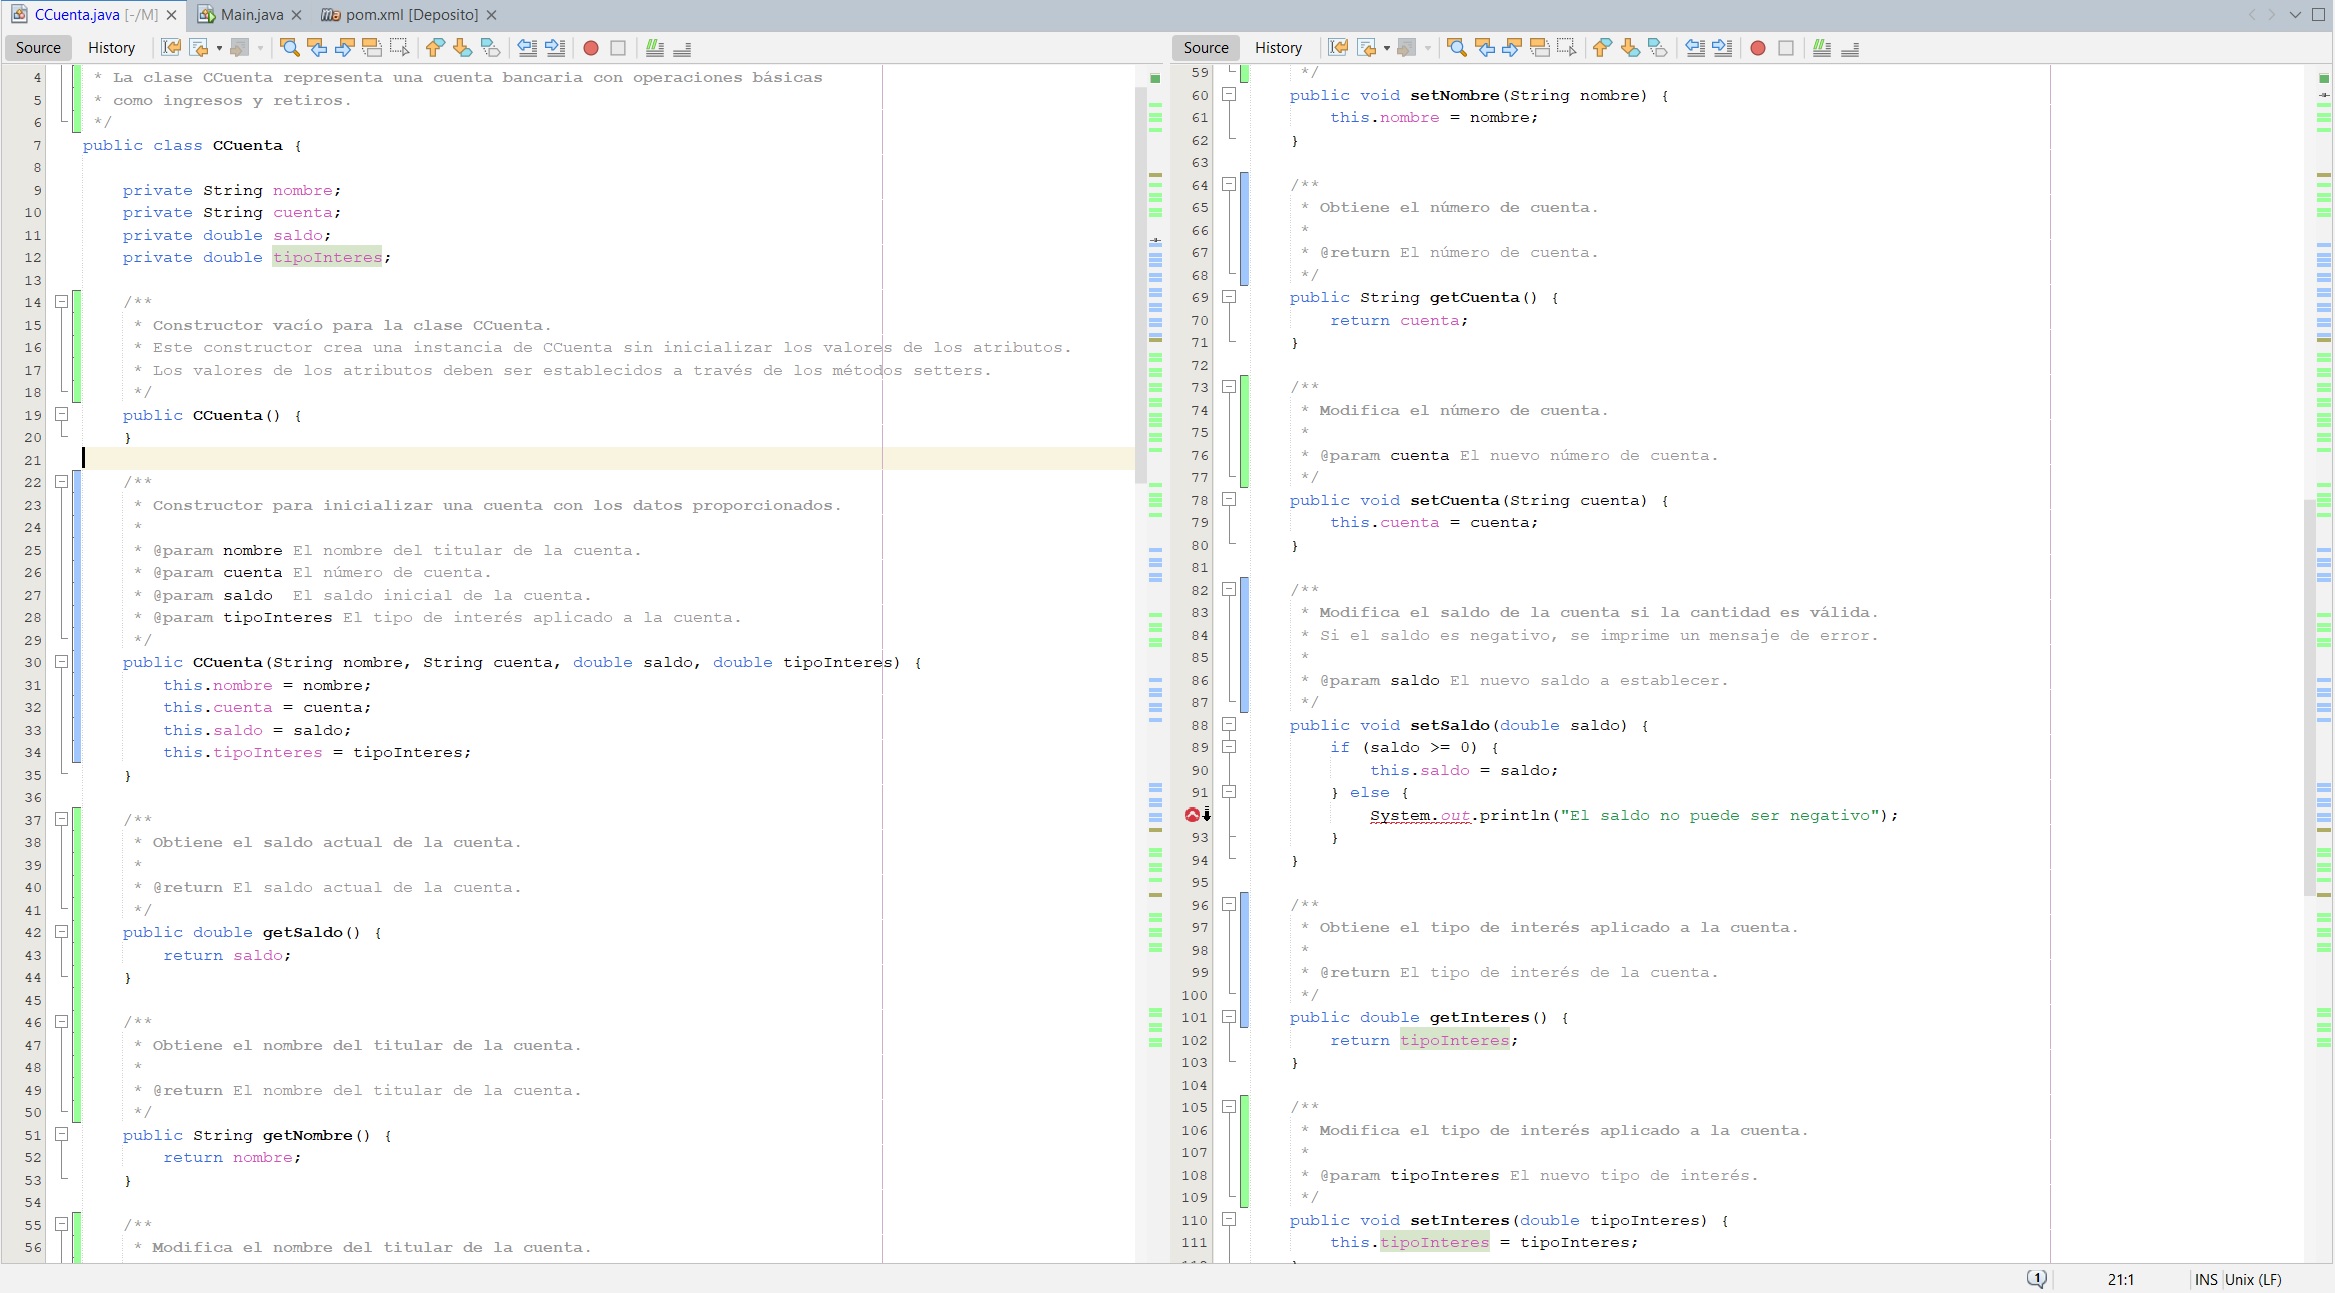 CCuenta.java [-/M]
Main.java
pom.xml [Deposito]
Source History
4 * La clase CCuenta representa una cuenta bancaria con operaciones básicas
5 * como ingresos y retiros.
6 */
7 public class CCuenta {
8
9 private String nombre;
10 private String cuenta;
11 private double saldo;
12 private double tipoInteres;
13
14 /**
15 * Constructor vacío para la clase CCuenta.
16 * Este constructor crea una instancia de CCuenta sin inicializar los valores de los atributos.
17 * Los valores de los atributos deben ser establecidos a través de los métodos setters.
18 */
19 public CCuenta() {
20 }
21
22 /**
23 * Constructor para inicializar una cuenta con los datos proporcionados.
24 *
25 * @param nombre El nombre del titular de la cuenta.
26 * @param cuenta El número de cuenta.
27 * @param saldo  El saldo inicial de la cuenta.
28 * @param tipoInteres El tipo de interés aplicado a la cuenta.
29 */
30 public CCuenta(String nombre, String cuenta, double saldo, double tipoInteres) {
31 this.nombre = nombre;
32 this.cuenta = cuenta;
33 this.saldo = saldo;
34 this.tipoInteres = tipoInteres;
35 }
36
37 /**
38 * Obtiene el saldo actual de la cuenta.
39 *
40 * @return El saldo actual de la cuenta.
41 */
42 public double getSaldo() {
43 return saldo;
44 }
45
46 /**
47 * Obtiene el nombre del titular de la cuenta.
48 *
49 * @return El nombre del titular de la cuenta.
50 */
51 public String getNombre() {
52 return nombre;
53 }
54
55 /**
56 * Modifica el nombre del titular de la cuenta.
Source History
59 */
60 public void setNombre(String nombre) {
61 this.nombre = nombre;
62 }
63
64 /**
65 * Obtiene el número de cuenta.
66 *
67 * @return El número de cuenta.
68 */
69 public String getCuenta() {
70 return cuenta;
71 }
72
73 /**
74 * Modifica el número de cuenta.
75 *
76 * @param cuenta El nuevo número de cuenta.
77 */
78 public void setCuenta(String cuenta) {
79 this.cuenta = cuenta;
80 }
81
82 /**
83 * Modifica el saldo de la cuenta si la cantidad es válida.
84 * Si el saldo es negativo, se imprime un mensaje de error.
85 *
86 * @param saldo El nuevo saldo a establecer.
87 */
88 public void setSaldo(double saldo) {
89 if (saldo >= 0) {
90 this.saldo = saldo;
91 } else {
System.out.println("El saldo no puede ser negativo");
93 }
94 }
95
96 /**
97 * Obtiene el tipo de interés aplicado a la cuenta.
98 *
99 * @return El tipo de interés de la cuenta.
100 */
101 public double getInteres() {
102 return tipoInteres;
103 }
104
105 /**
106 * Modifica el tipo de interés aplicado a la cuenta.
107 *
108 * @param tipoInteres El nuevo tipo de interés.
109 */
110 public void setInteres(double tipoInteres) {
111 this.tipoInteres = tipoInteres;
1 21:1 INS Unix (LF)